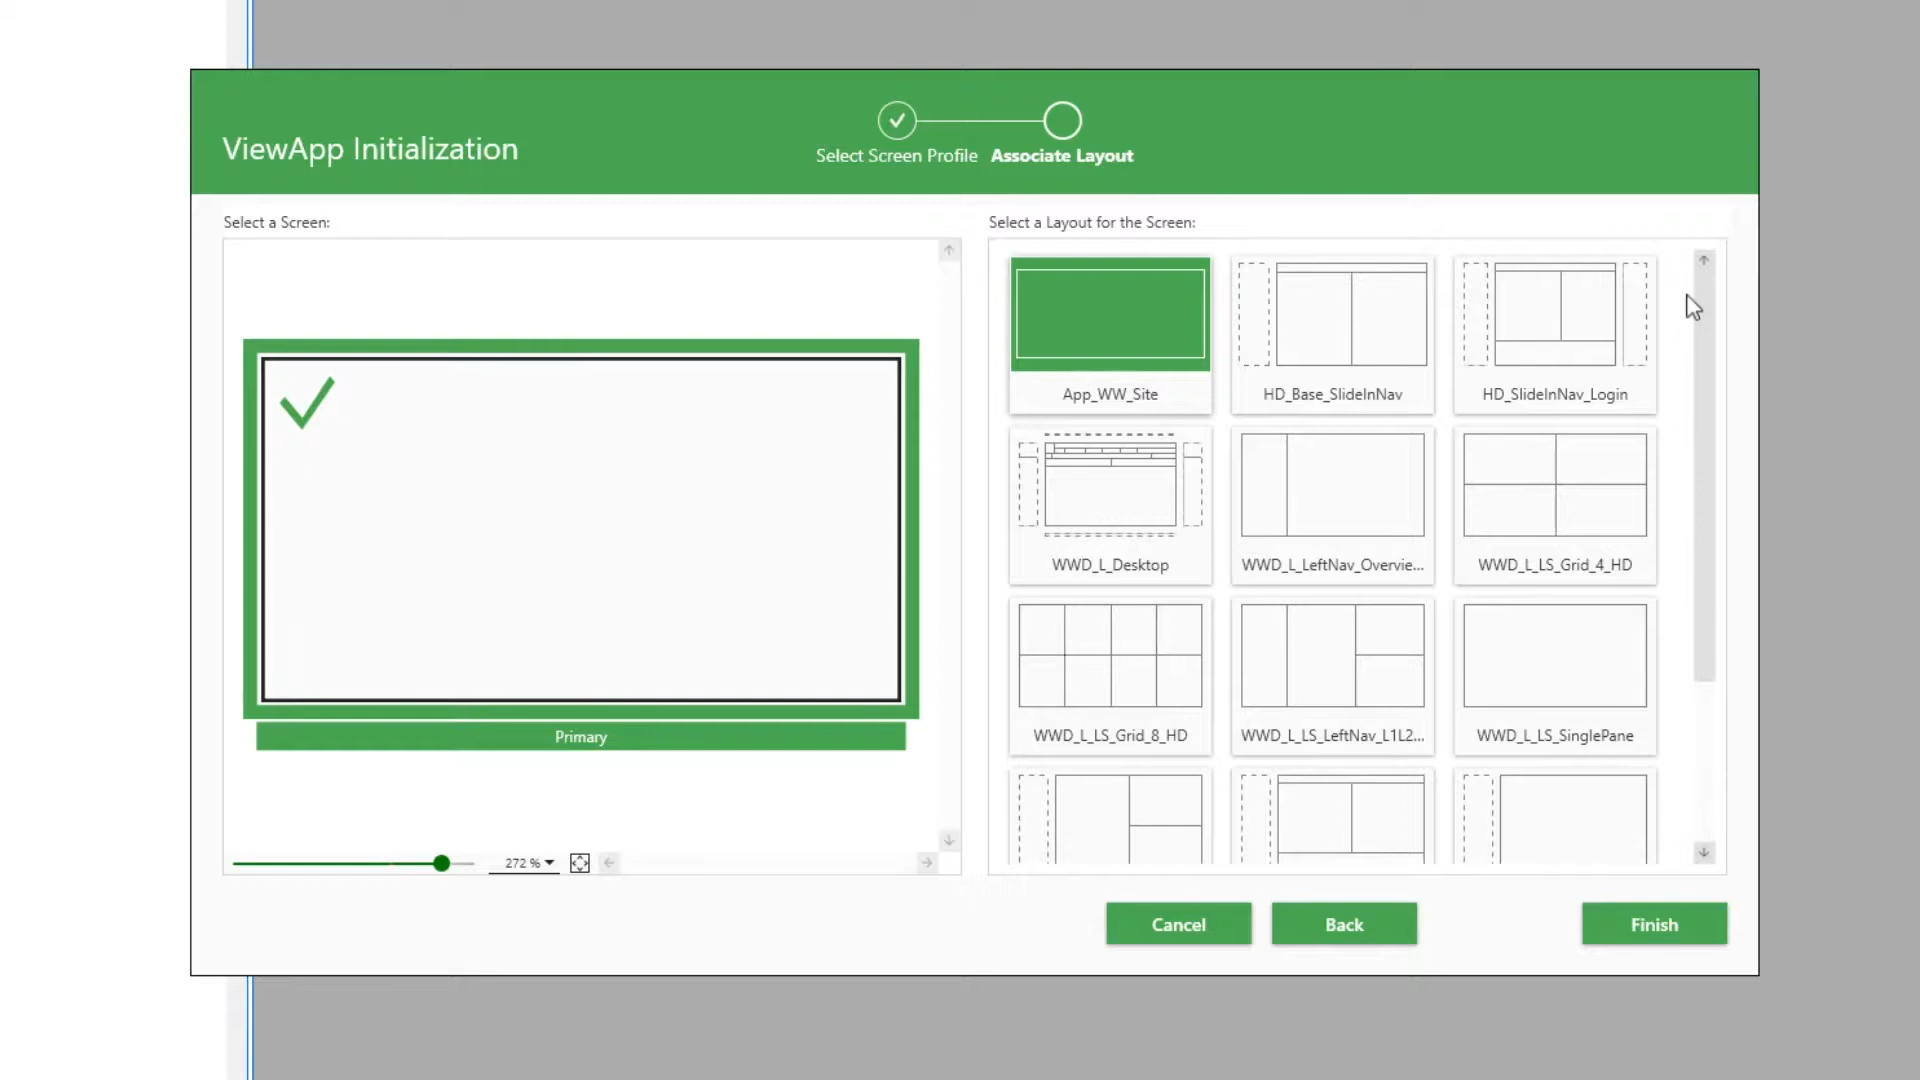 ViewApp Initialization
Select Screen Profile
Associate Layout
Select a Screen:
Select a Layout for the Screen:
App_WW_Site
HD_Base_SlideInNav
HD_SlideInNav_Login
WWD_L_Desktop
WWD_L_LeftNav_Overvie...
WWD_L_LS_Grid_4_HD
WWD_L_LS_Grid_8_HD
WWD_L_LS_LeftNav_L1L2...
WWD_L_LS_SinglePane
Primary
272 %
Cancel
Back
Finish